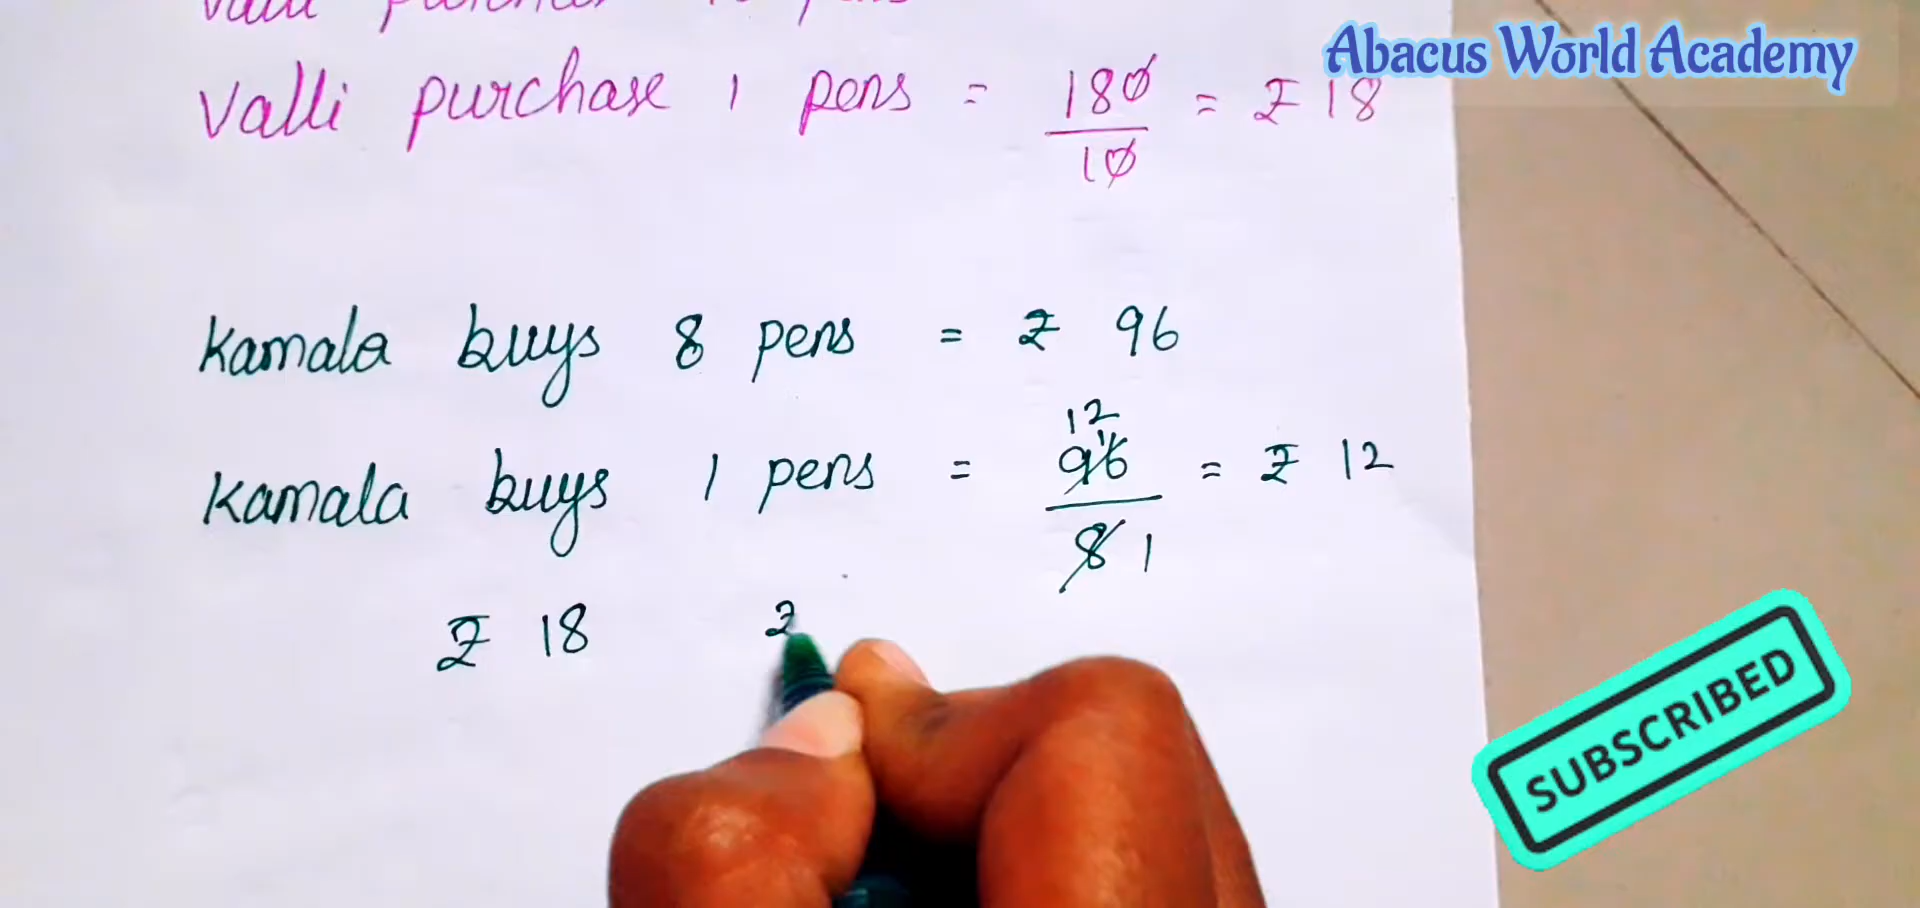 Abacus World Academy
Valli purchase 1 pens = 180/10 = ₹ 18
Kamala buys 8 pens = ₹ 96
12
Kamala buys 1 pens = 96/8 1 = ₹ 12
₹ 18
SUBSCRIBED